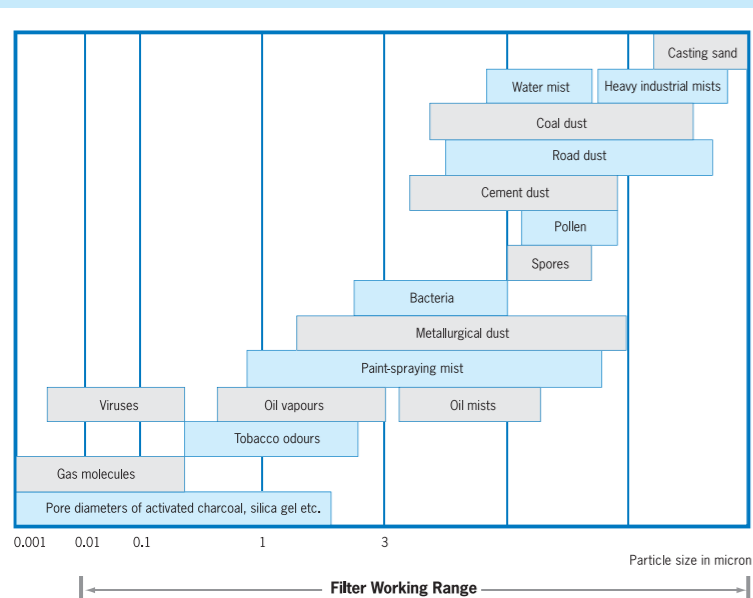 Casting sand
Water mist
Heavy industrial mists
Coal dust
Road dust
Cement dust
Pollen
Spores
Bacteria
Metallurgical dust
Paint-spraying mist
Viruses
Oil vapours
Oil mists
Tobacco odours
Gas molecules
Pore diameters of activated charcoal, silica gel etc.
0.001 0.01 0.1 1 3
Particle size in micron
Filter Working Range